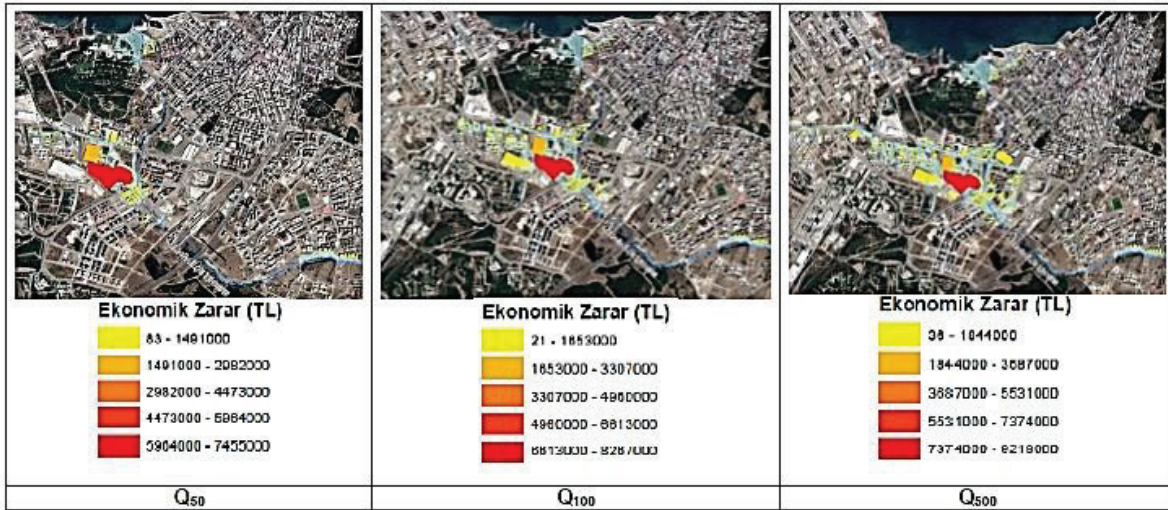 Ekonomik Zarar (TL)
83 - 1491000
1491000 - 2982000
2982000 - 4473000
4473000 - 5964000
5964000 - 7455000
Q50
Ekonomik Zarar (TL)
21 - 1653000
1653000 - 3307000
3307000 - 4960000
4960000 - 6613000
6613000 - 8267000
Q100
Ekonomik Zarar (TL)
- 1844000
1844000 - 3687000
3687000 - 5531000
5531000 - 7374000
7374000 - 9218000
Q500